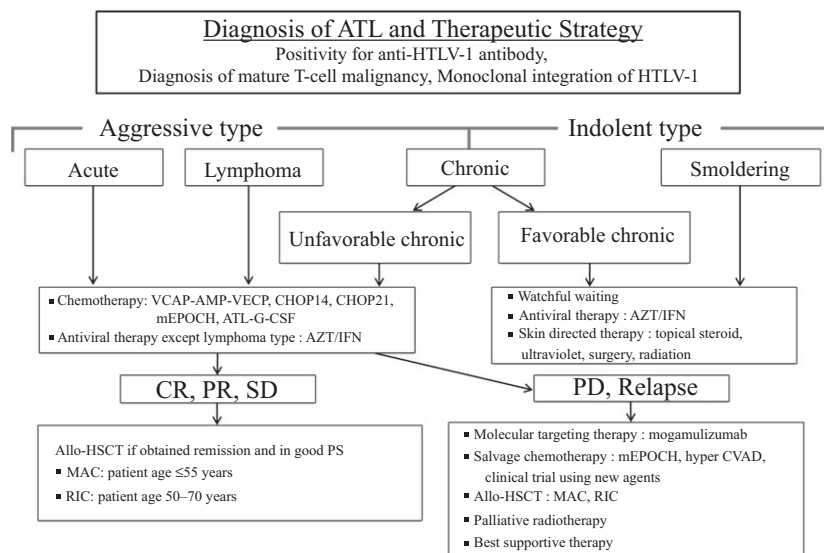 Diagnosis of ATL and Therapeutic Strategy
Positivity for anti-HTLV-1 antibody,
Diagnosis of mature T-cell malignancy, Monoclonal integration of HTLV-1
Aggressive type
Indolent type
Acute
Lymphoma
Chronic
Smoldering
Unfavorable chronic
Favorable chronic
▪ Chemotherapy: VCAP-AMP-VECP, CHOP14, CHOP21,
mEPOCH, ATL-G-CSF
▪ Antiviral therapy except lymphoma type : AZT/IFN
▪ Watchful waiting
▪ Antiviral therapy : AZT/IFN
▪ Skin directed therapy : topical steroid,
ultraviolet, surgery, radiation
CR, PR, SD
PD, Relapse
Allo-HSCT if obtained remission and in good PS
▪ MAC: patient age ≤55 years
▪ RIC: patient age 50–70 years
▪ Molecular targeting therapy : mogamulizumab
▪ Salvage chemotherapy : mEPOCH, hyper CVAD,
clinical trial using new agents
▪ Allo-HSCT : MAC, RIC
▪ Palliative radiotherapy
▪ Best supportive therapy